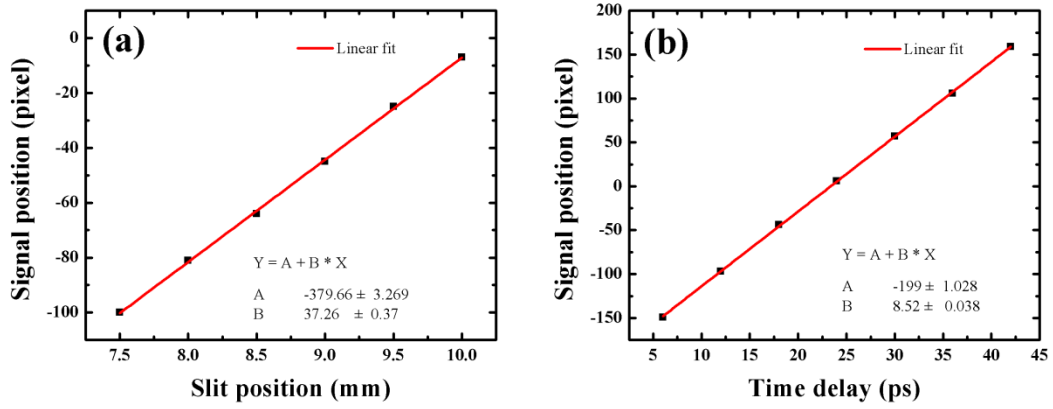 (a)
Linear fit
0
-20
-40
-60
-80
-100
Signal position (pixel)
Y = A + B * X
A -379.66 ± 3.269
B 37.26 ± 0.37
7.5 8.0 8.5 9.0 9.5 10.0
Slit position (mm)
(b)
Linear fit
200
150
100
50
0
-50
-100
-150
Signal position (pixel)
Y = A + B * X
A -199 ± 1.028
B 8.52 ± 0.038
5 10 15 20 25 30 35 40 45
Time delay (ps)